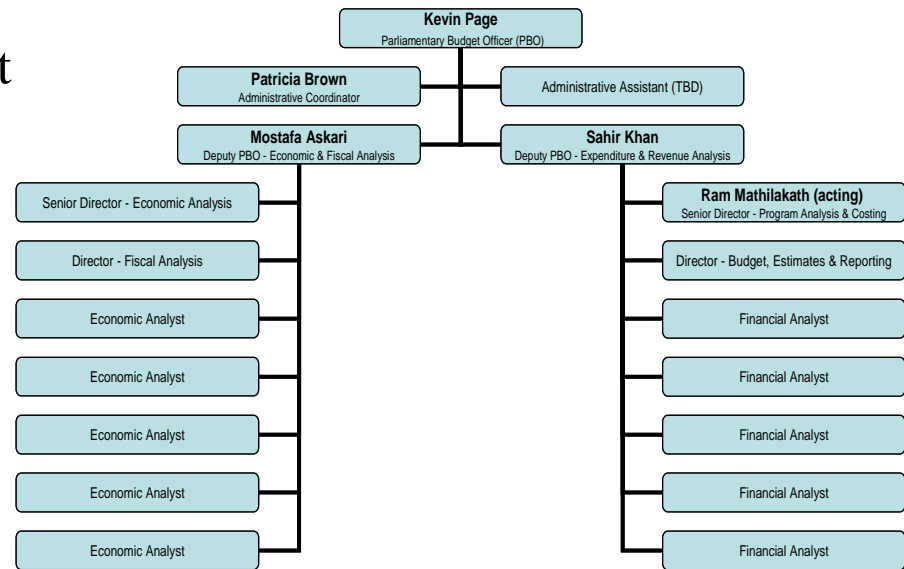 t
Kevin Page
Parliamentary Budget Officer (PBO)
Patricia Brown
Administrative Coordinator
Administrative Assistant (TBD)
Mostafa Askari
Deputy PBO - Economic & Fiscal Analysis
Sahir Khan
Deputy PBO - Expenditure & Revenue Analysis
Senior Director - Economic Analysis
Ram Mathilakath (acting)
Senior Director - Program Analysis & Costing
Director - Fiscal Analysis
Director - Budget, Estimates & Reporting
Economic Analyst
Financial Analyst
Economic Analyst
Financial Analyst
Economic Analyst
Financial Analyst
Economic Analyst
Financial Analyst
Economic Analyst
Financial Analyst